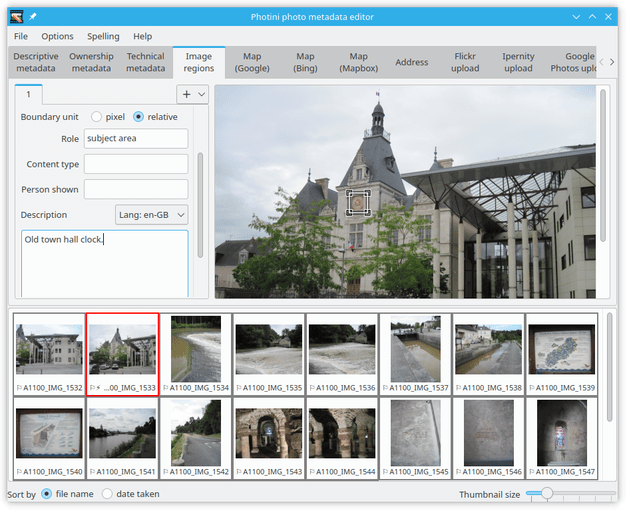 Photini photo metadata editor
File Options Spelling Help
Descriptive metadata
Ownership metadata
Technical metadata
Image regions
Map (Google)
Map (Bing)
Map (Mapbox)
Address
Flickr upload
Ipernity upload
Google Photos uplo
1
Boundary unit pixel relative
Role subject area
Content type
Person shown
Description Lang: en-GB
Old town hall clock.
A1100_IMG_1532 ...00_IMG_1533 A1100_IMG_1534 A1100_IMG_1535 A1100_IMG_1536 A1100_IMG_1537 A1100_IMG_1538 A1100_IMG_1539
A1100_IMG_1540 A1100_IMG_1541 A1100_IMG_1542 A1100_IMG_1543 A1100_IMG_1544 A1100_IMG_1545 A1100_IMG_1546 A1100_IMG_1547
Sort by file name date taken Thumbnail size